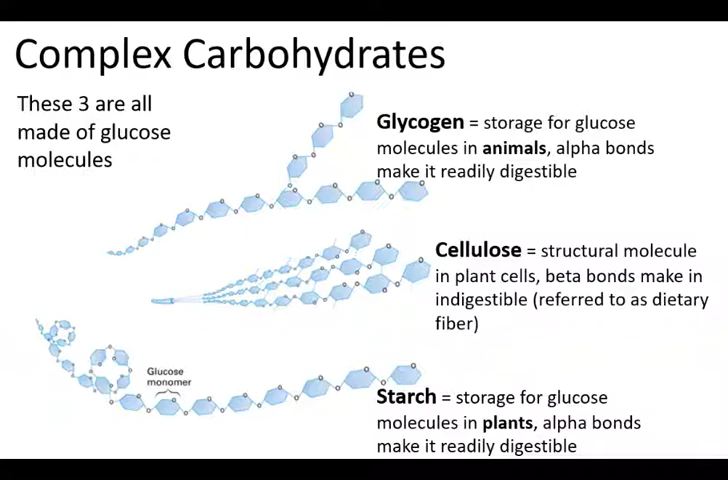 Complex Carbohydrates
These 3 are all
made of glucose
molecules
Glycogen = storage for glucose
molecules in animals, alpha bonds
make it readily digestible
Cellulose = structural molecule
in plant cells, beta bonds make in
indigestible (referred to as dietary
fiber)
Glucose
monomer
Starch = storage for glucose
molecules in plants, alpha bonds
make it readily digestible